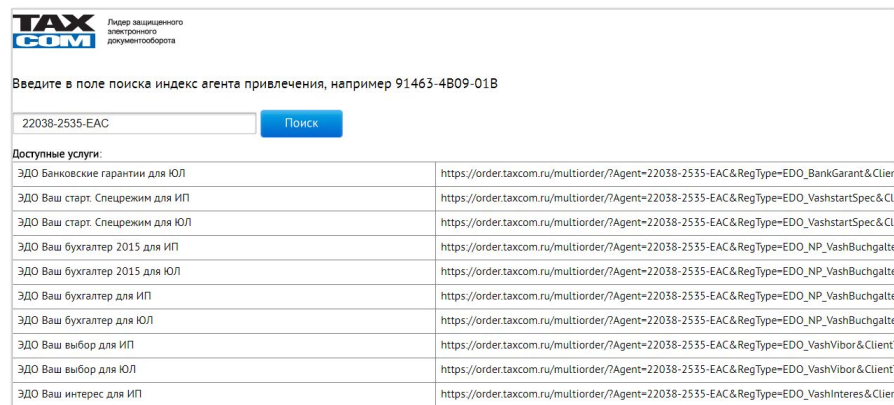 TAXCOM
Лидер защищенного
электронного
документооборота
Введите в поле поиска индекс агента привлечения, например 91463-4B09-01B
22038-2535-EAC Поиск
Доступные услуги:
ЭДО Банковские гарантии для ЮЛ https://order.taxcom.ru/multiorder/?Agent=22038-2535-EAC&RegType=EDO_BankGarant&Clien
ЭДО Ваш старт. Спецрежим для ИП https://order.taxcom.ru/multiorder/?Agent=22038-2535-EAC&RegType=EDO_VashstartSpec&Cl
ЭДО Ваш старт. Спецрежим для ЮЛ https://order.taxcom.ru/multiorder/?Agent=22038-2535-EAC&RegType=EDO_VashstartSpec&Cl
ЭДО Ваш бухгалтер 2015 для ИП https://order.taxcom.ru/multiorder/?Agent=22038-2535-EAC&RegType=EDO_NP_VashBuchgalte
ЭДО Ваш бухгалтер 2015 для ЮЛ https://order.taxcom.ru/multiorder/?Agent=22038-2535-EAC&RegType=EDO_NP_VashBuchgalte
ЭДО Ваш бухгалтер для ИП https://order.taxcom.ru/multiorder/?Agent=22038-2535-EAC&RegType=EDO_NP_VashBuchgalte
ЭДО Ваш бухгалтер для ЮЛ https://order.taxcom.ru/multiorder/?Agent=22038-2535-EAC&RegType=EDO_NP_VashBuchgalte
ЭДО Ваш выбор для ИП https://order.taxcom.ru/multiorder/?Agent=22038-2535-EAC&RegType=EDO_VashVibor&Client
ЭДО Ваш выбор для ЮЛ https://order.taxcom.ru/multiorder/?Agent=22038-2535-EAC&RegType=EDO_VashVibor&Client
ЭДО Ваш интерес для ИП https://order.taxcom.ru/multiorder/?Agent=22038-2535-EAC&RegType=EDO_VashInteres&Clien